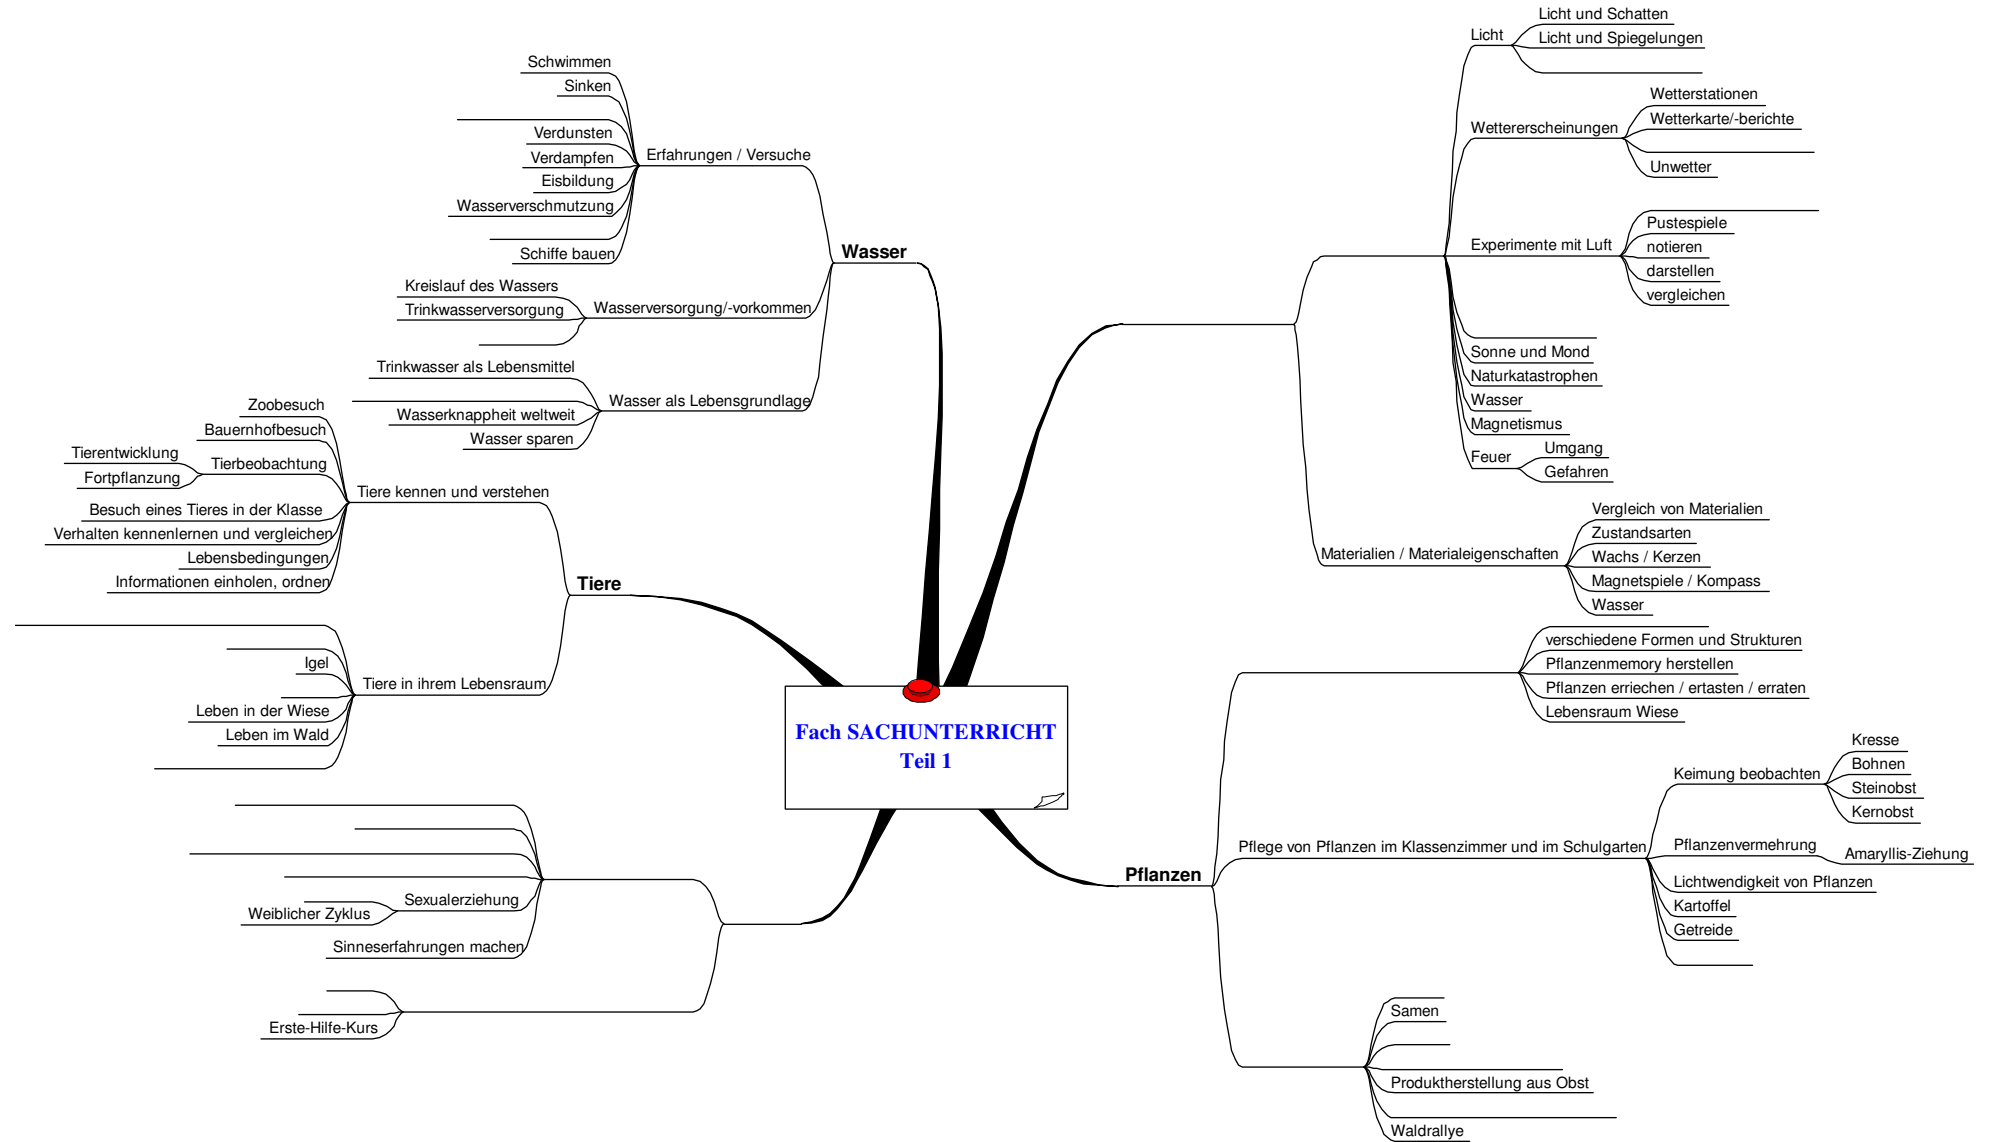 Fach SACHUNTERRICHT
Teil 1
Wasser
Erfahrungen / Versuche
Schwimmen
Sinken
Verdunsten
Verdampfen
Eisbildung
Wasserverschmutzung
Schiffe bauen
Wasserversorgung/-vorkommen
Kreislauf des Wassers
Trinkwasserversorgung
Wasser als Lebensgrundlage
Trinkwasser als Lebensmittel
Wasserknappheit weltweit
Wasser sparen
Tiere
Tiere kennen und verstehen
Zoobesuch
Bauernhofbesuch
Tierbeobachtung
Tierentwicklung
Fortpflanzung
Besuch eines Tieres in der Klasse
Verhalten kennenlernen und vergleichen
Lebensbedingungen
Informationen einholen, ordnen
Tiere in ihrem Lebensraum
Igel
Leben in der Wiese
Leben im Wald
Sexualerziehung
Weiblicher Zyklus
Sinneserfahrungen machen
Erste-Hilfe-Kurs
Licht
Licht und Schatten
Licht und Spiegelungen
Wettererscheinungen
Wetterstationen
Wetterkarte/-berichte
Unwetter
Experimente mit Luft
Pustespiele
notieren
darstellen
vergleichen
Sonne und Mond
Naturkatastrophen
Wasser
Magnetismus
Feuer
Umgang
Gefahren
Materialien / Materialeigenschaften
Vergleich von Materialien
Zustandsarten
Wachs / Kerzen
Magnetspiele / Kompass
Wasser
Pflanzen
verschiedene Formen und Strukturen
Pflanzenmemory herstellen
Pflanzen erriechen / ertasten / erraten
Lebensraum Wiese
Pflege von Pflanzen im Klassenzimmer und im Schulgarten
Keimung beobachten
Kresse
Bohnen
Steinobst
Kernobst
Pflanzenvermehrung
Amaryllis-Ziehung
Lichtwendigkeit von Pflanzen
Kartoffel
Getreide
Samen
Produktherstellung aus Obst
Waldrallye